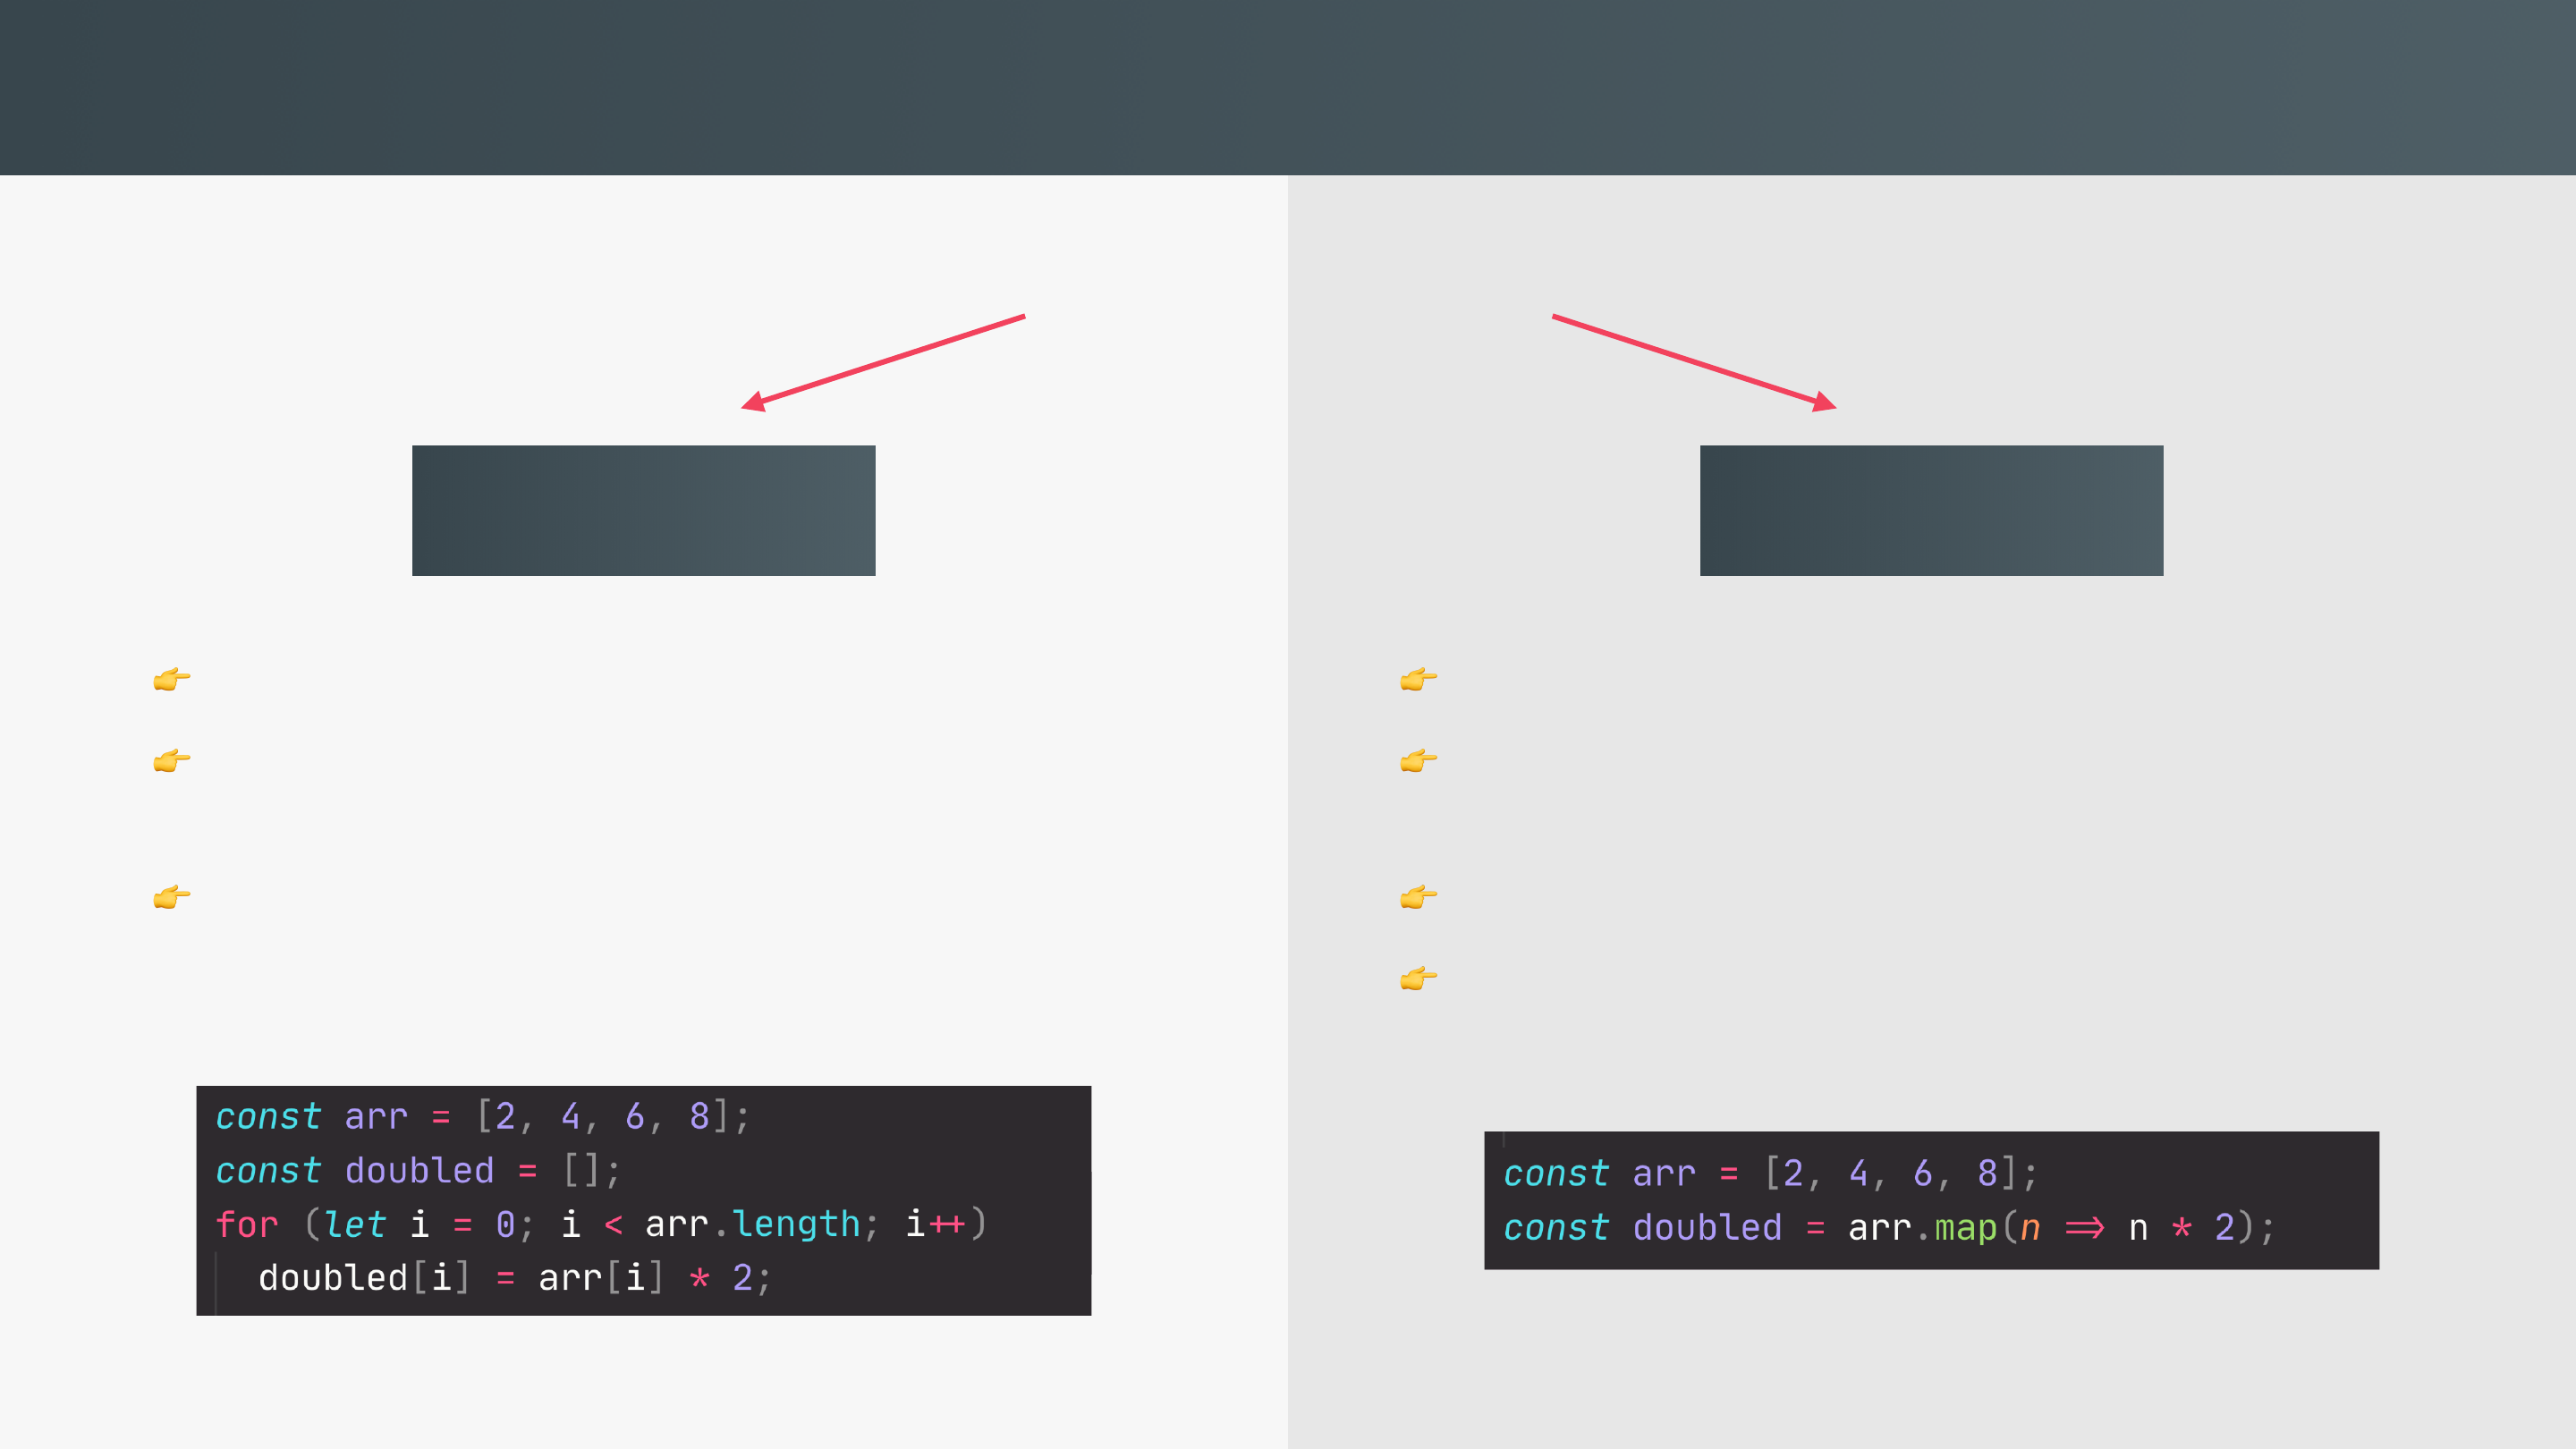 const arr = [2, 4, 6, 8];
const doubled = [];
for (let i = 0; i < arr.length; i++)
  doubled[i] = arr[i] * 2;
const arr = [2, 4, 6, 8];
const doubled = arr.map(n => n * 2);